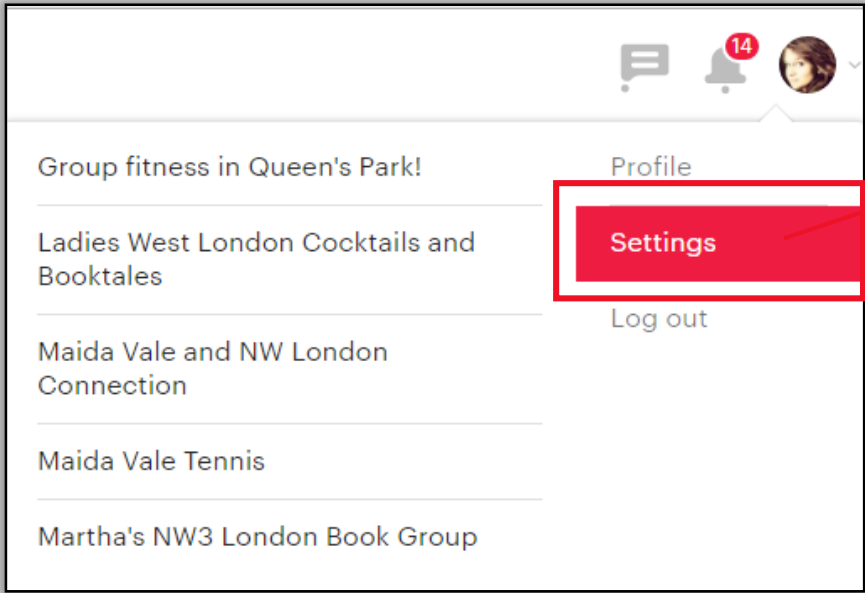 14
Group fitness in Queen's Park!
Ladies West London Cocktails and
Booktales
Maida Vale and NW London
Connection
Maida Vale Tennis
Martha's NW3 London Book Group
Profile
Settings
Log out